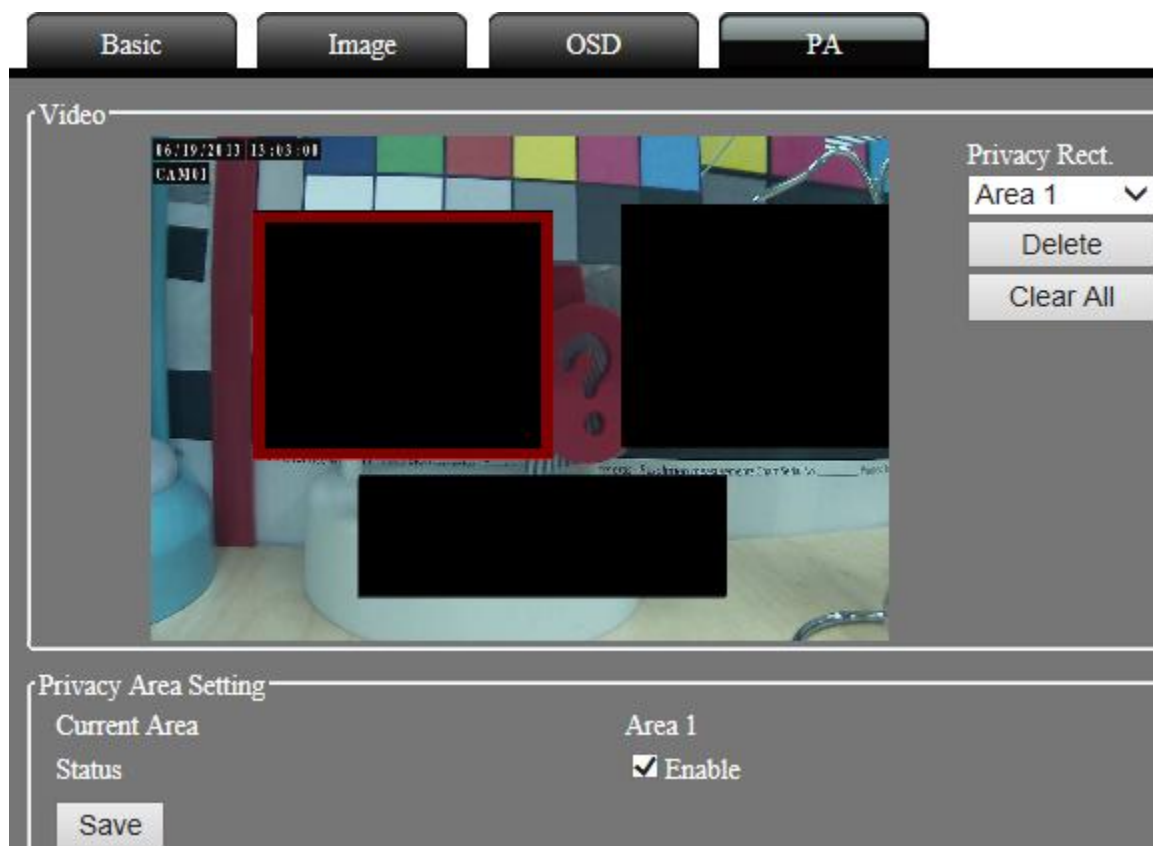 Basic
Image
OSD
PA
Video
06/19/2013 13:03:00
CAM01
Privacy Rect.
Area 1
Delete
Clear All
Privacy Area Setting
Current Area
Area 1
Status
Enable
Save